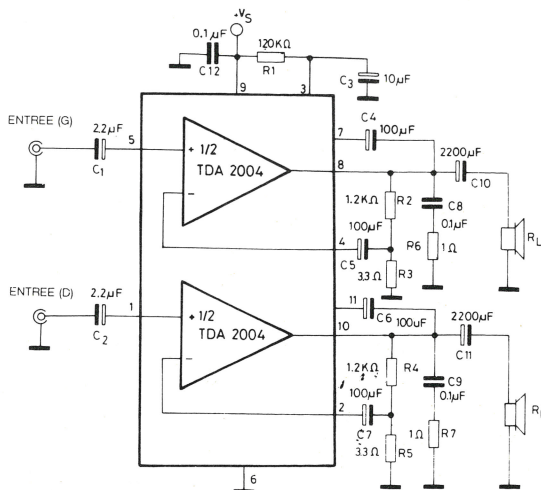 +VS
0.1µF
C12
120KΩ
R1
C3
10µF
9
3
ENTREE (G)
2.2µF
C1
5
+ 1/2
TDA 2004
-
7
C4
100µF
8
2200µF
C10
1.2KΩ
R2
C8
0.1µF
100µF
4
C5
R6
1Ω
3.3Ω
R3
RL
ENTREE (D)
2.2µF
C2
1
+ 1/2
TDA 2004
-
11
C6
100µF
10
2200µF
C11
1.2KΩ
R4
C9
0.1µF
100µF
2
C7
3.3Ω
R5
1Ω
R7
6